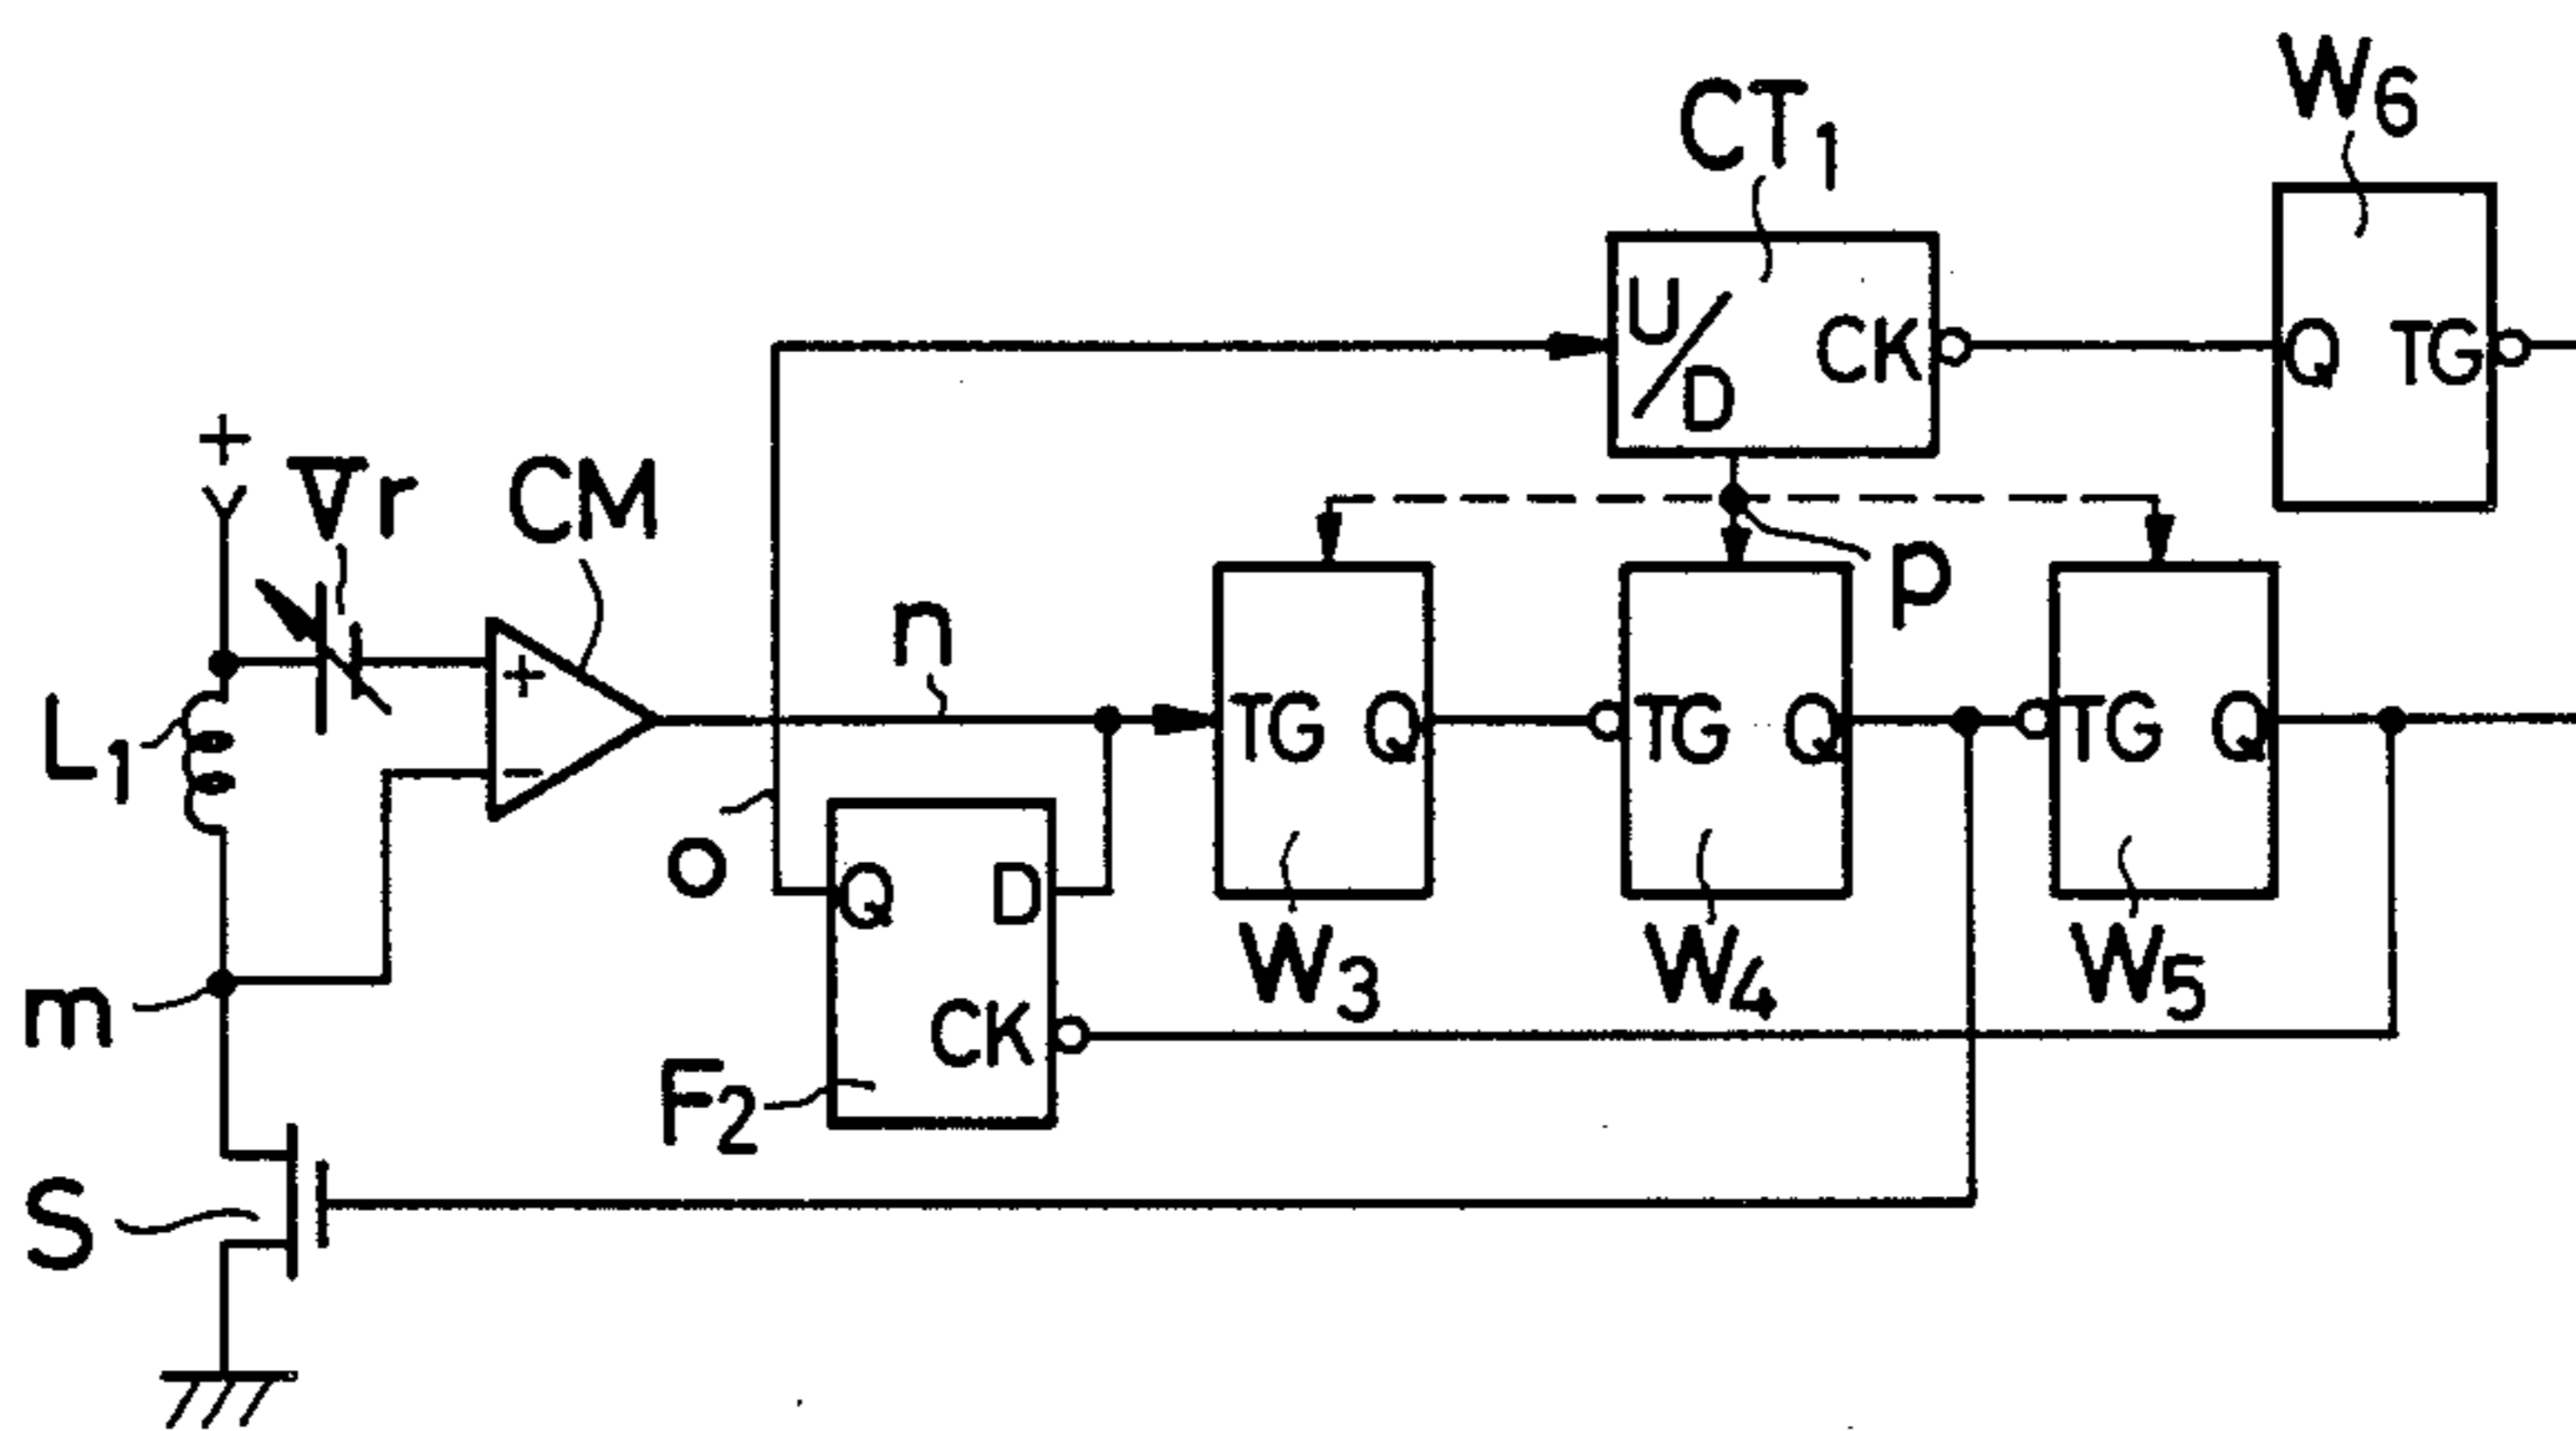 W6
CT1
U/D CK
Q TG
+
Vr
CM
p
n
+
TG Q
TG Q
TG Q
L1
−
o
Q D
W3
W4
W5
m
CK
F2
S